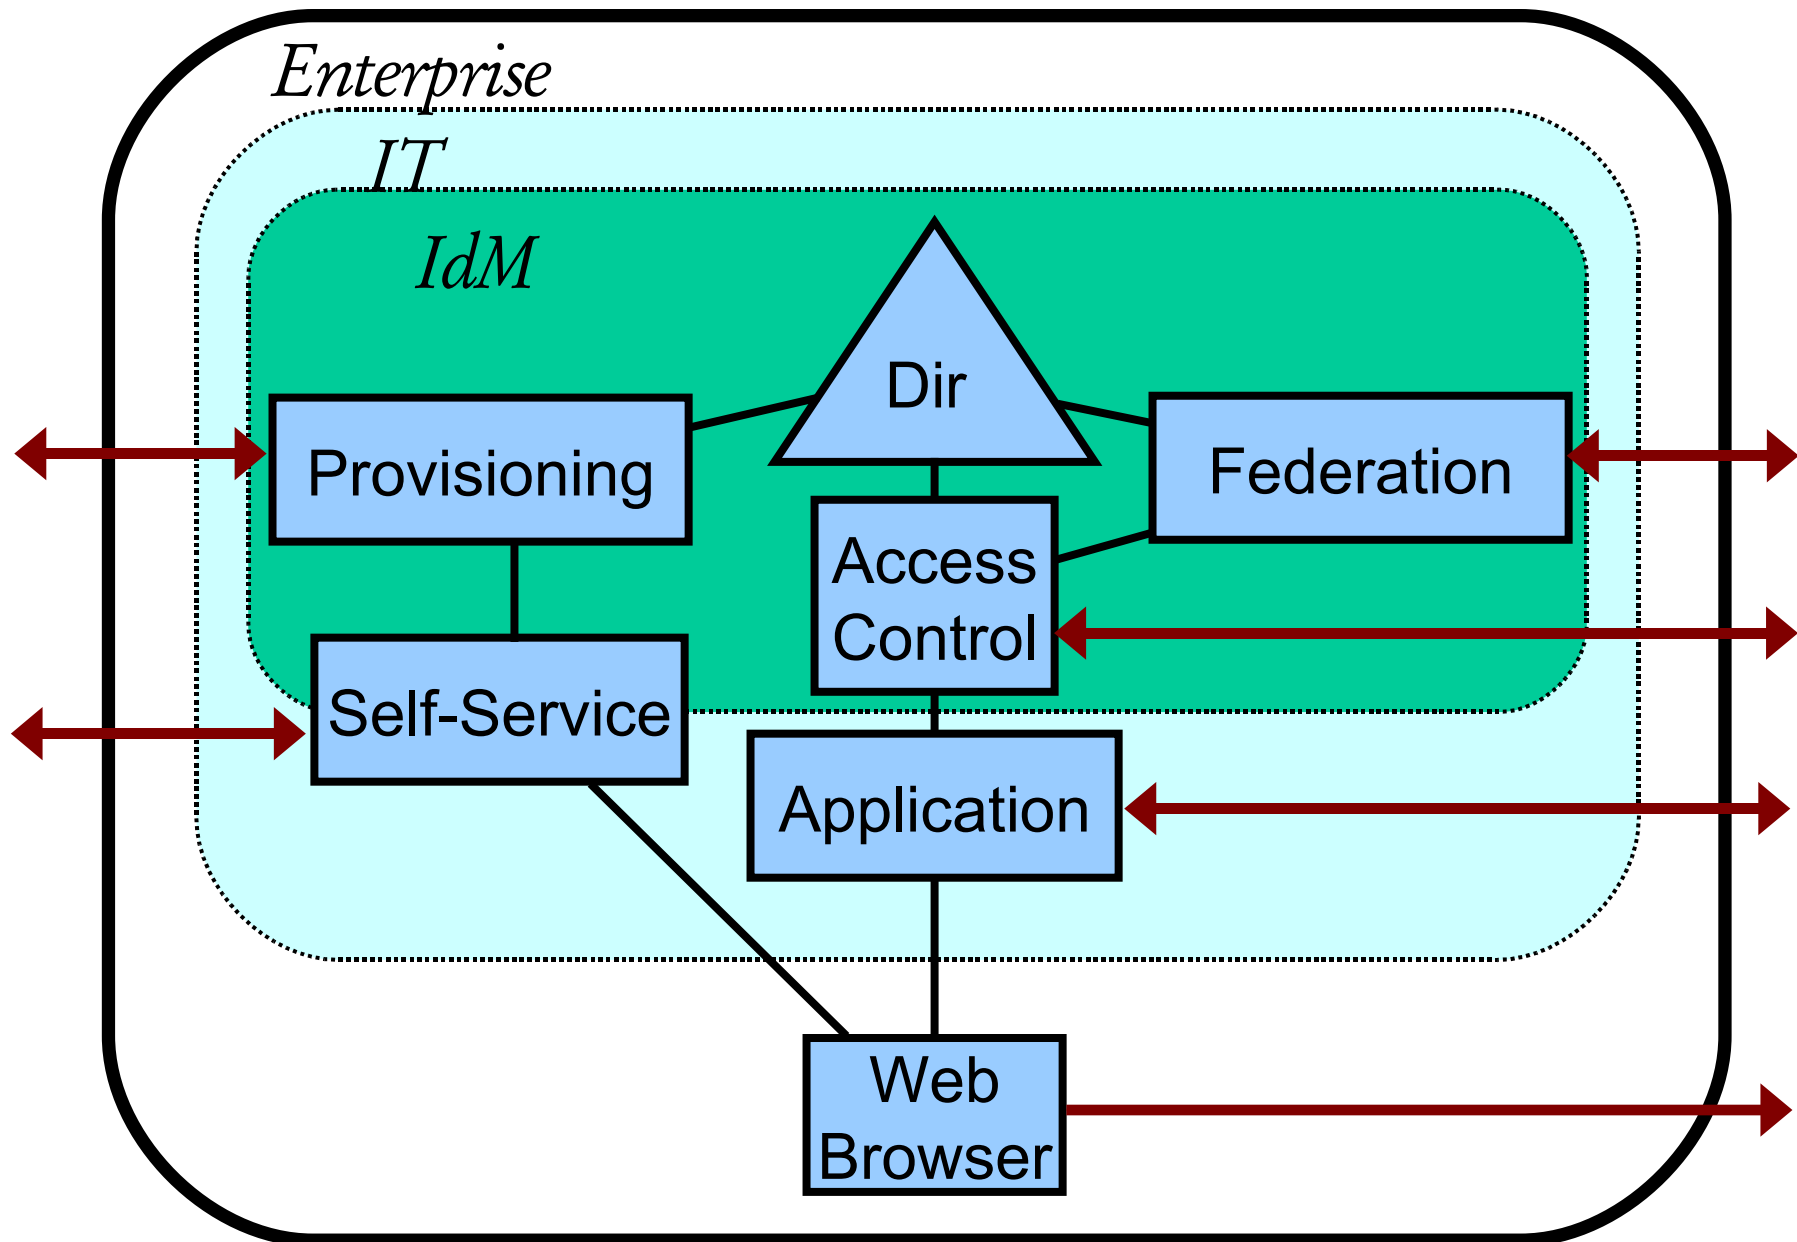 Enterprise
IT
IdM
Dir
Provisioning
Federation
Access
Control
Self-Service
Application
Web
Browser